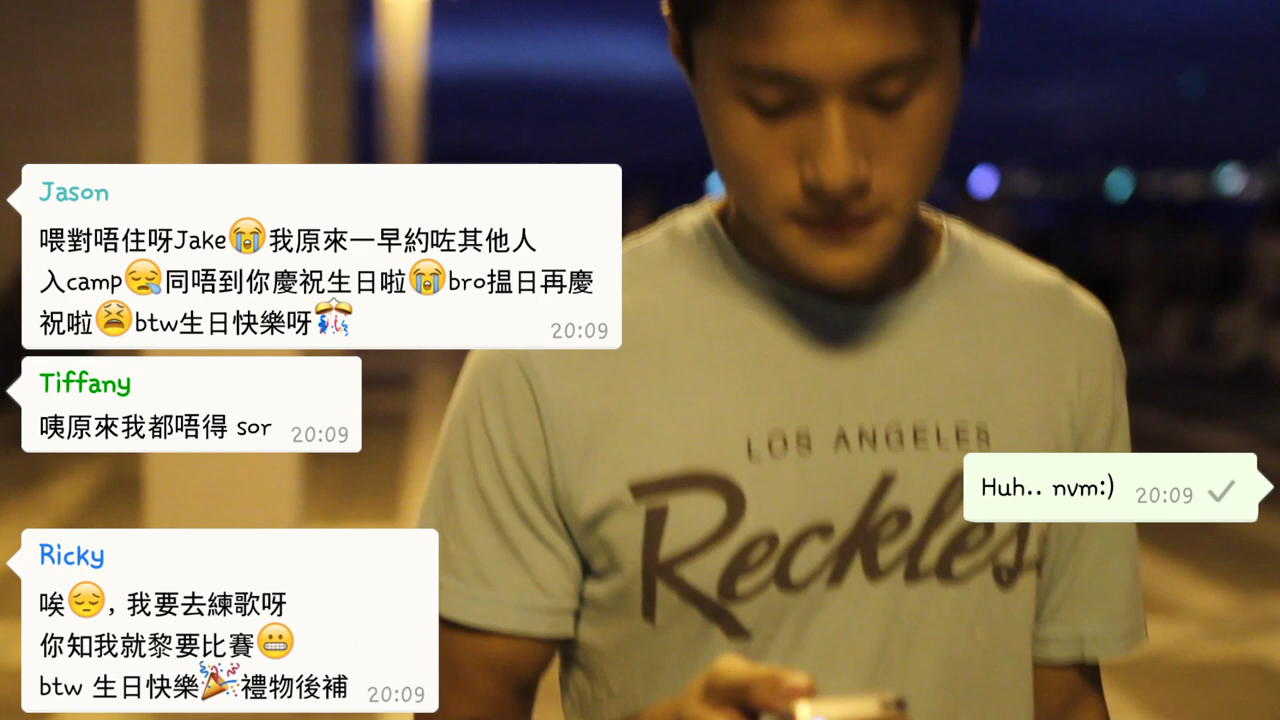 Jason
喂對唔住呀Jake😭我原來一早約咗其他人
入camp😪同唔到你慶祝生日啦😭bro搵日再慶
祝啦😫btw生日快樂呀🎊
20:09
Tiffany
咦原來我都唔得 sor 20:09
LOS ANGELES
Reckless
Huh.. nvm:) 20:09
Ricky
唉😔, 我要去練歌呀
你知我就黎要比賽😬
btw 生日快樂🎉禮物後補 20:09